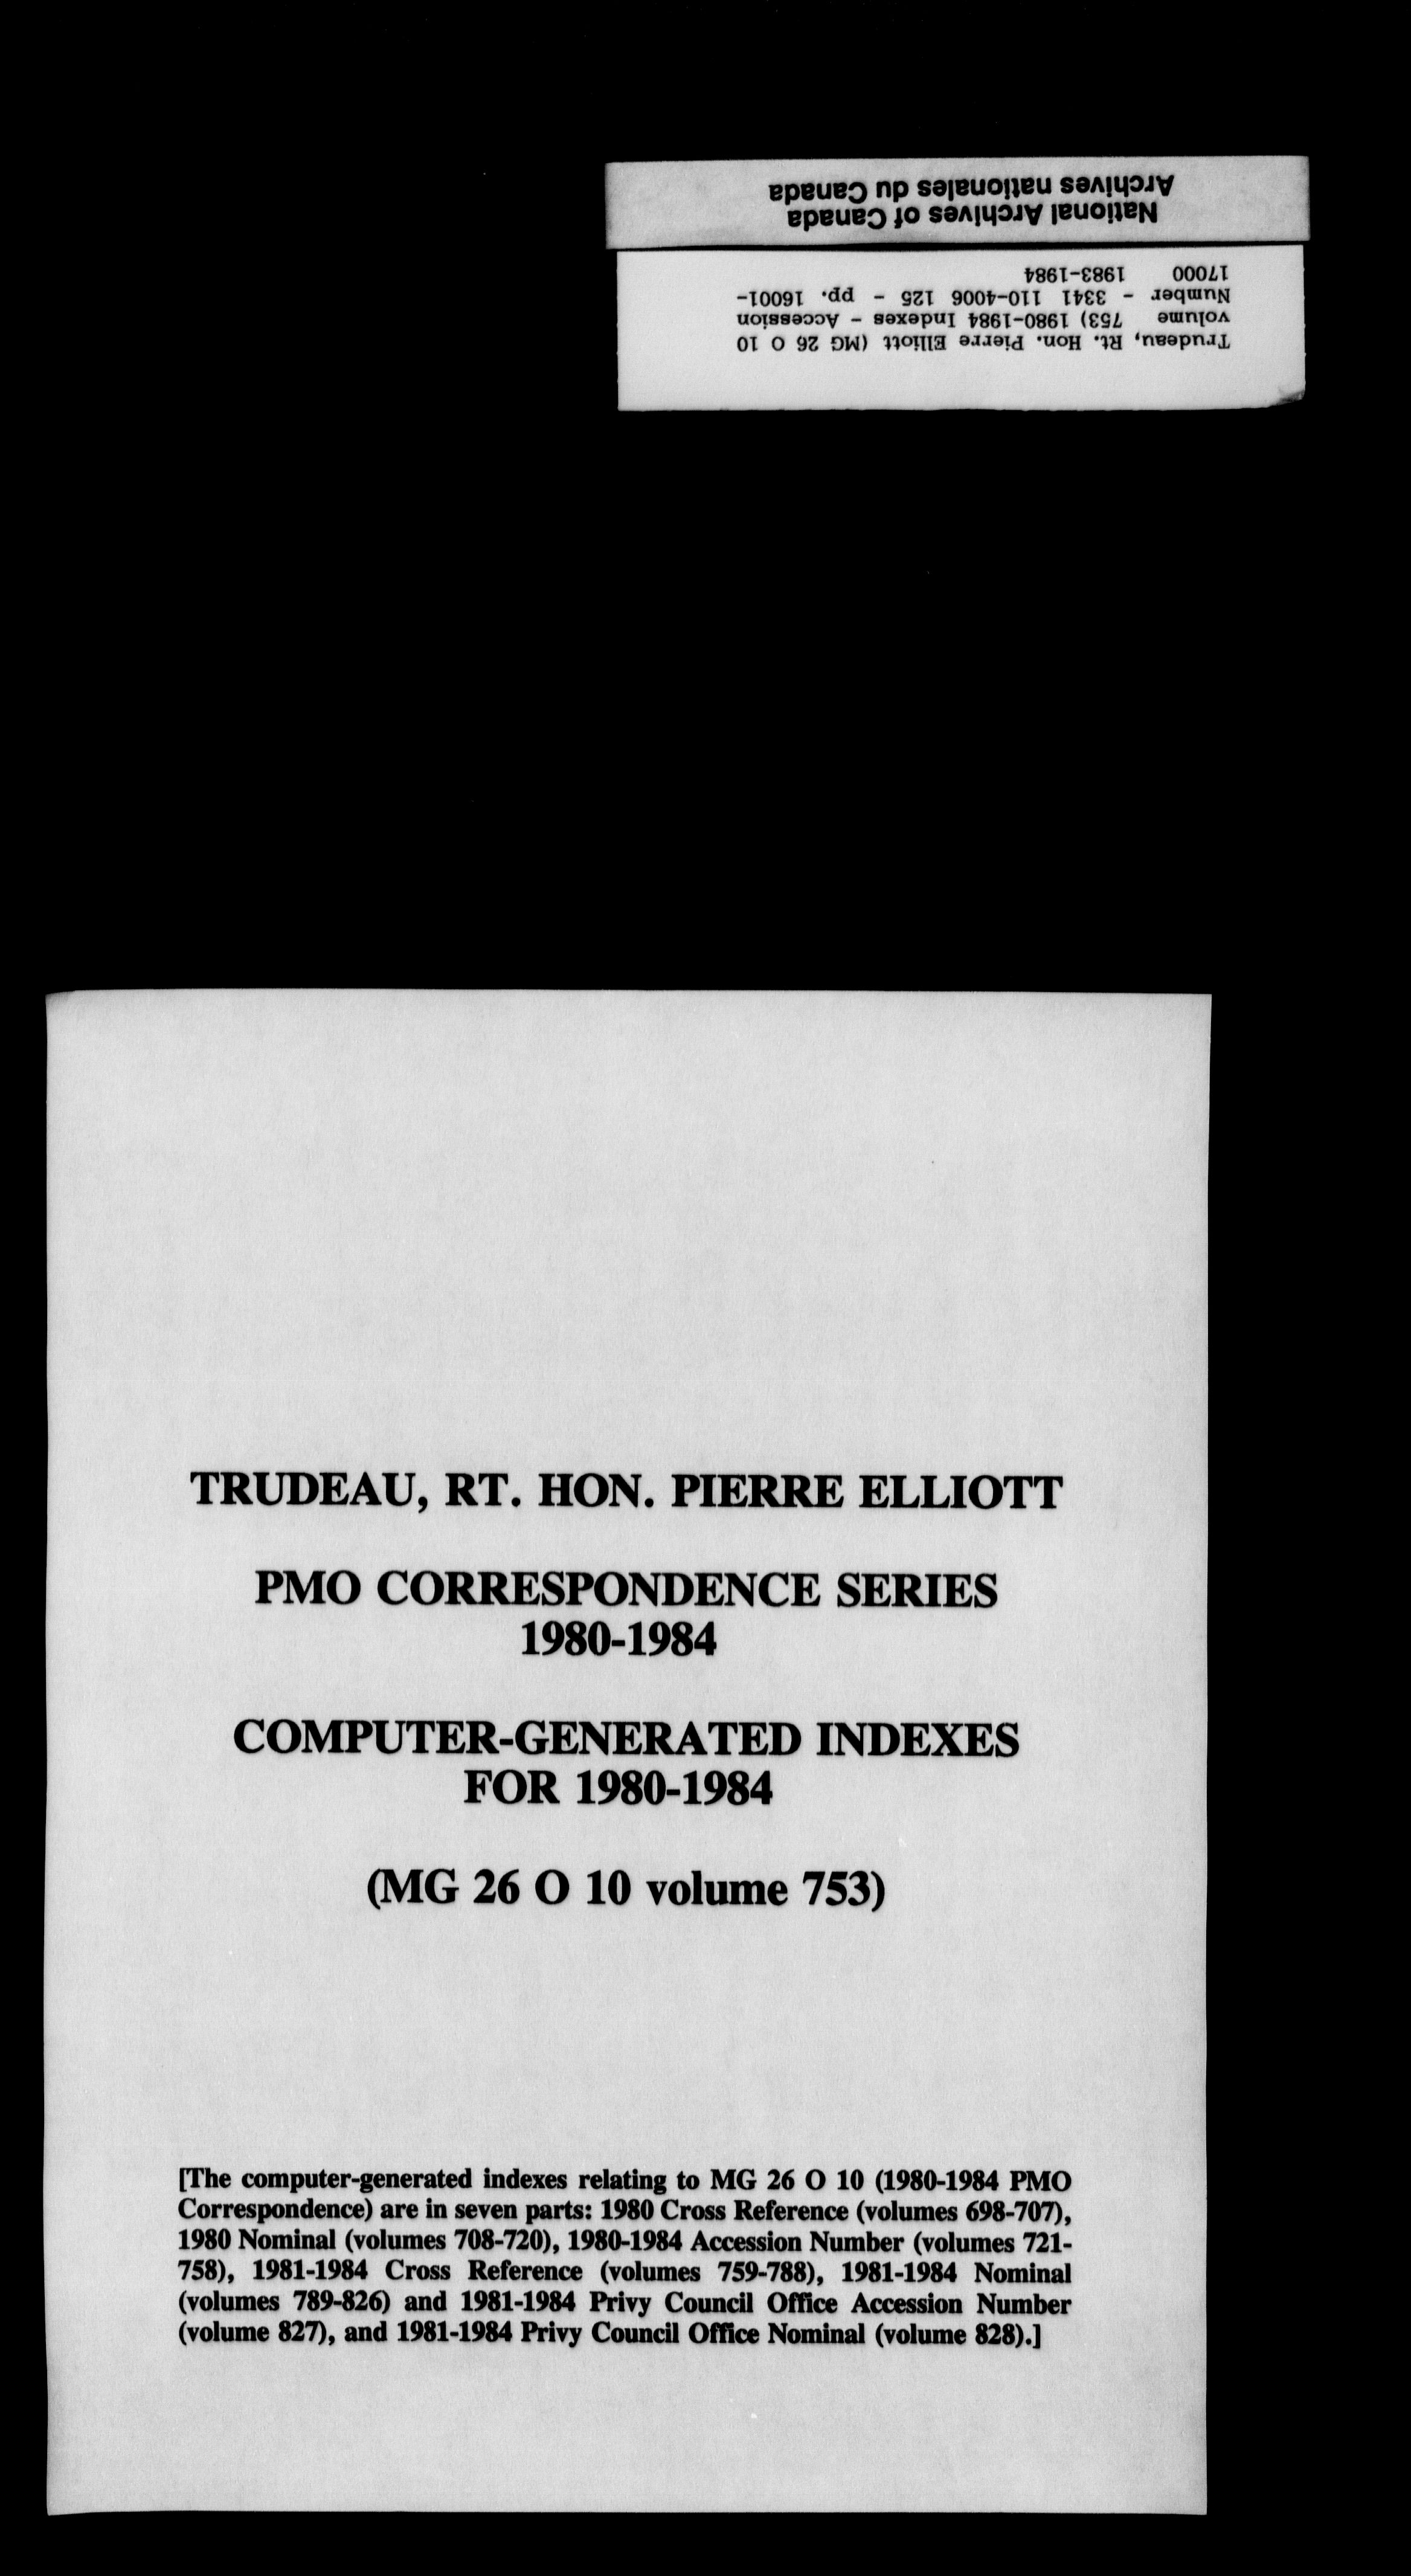 Trudeau, Rt. Hon. Pierre Elliott (MG 26 O 10
volume 753) 1980-1984 Indexes - Accession
Number - 3341 110-4006 125 - pp. 16001-
17000 1983-1984
National Archives of Canada
Archives nationales du Canada
TRUDEAU, RT. HON. PIERRE ELLIOTT
PMO CORRESPONDENCE SERIES
1980-1984
COMPUTER-GENERATED INDEXES
FOR 1980-1984
(MG 26 O 10 volume 753)
[The computer-generated indexes relating to MG 26 O 10 (1980-1984 PMO
Correspondence) are in seven parts: 1980 Cross Reference (volumes 698-707),
1980 Nominal (volumes 708-720), 1980-1984 Accession Number (volumes 721-
758), 1981-1984 Cross Reference (volumes 759-788), 1981-1984 Nominal
(volumes 789-826) and 1981-1984 Privy Council Office Accession Number
(volume 827), and 1981-1984 Privy Council Office Nominal (volume 828).]